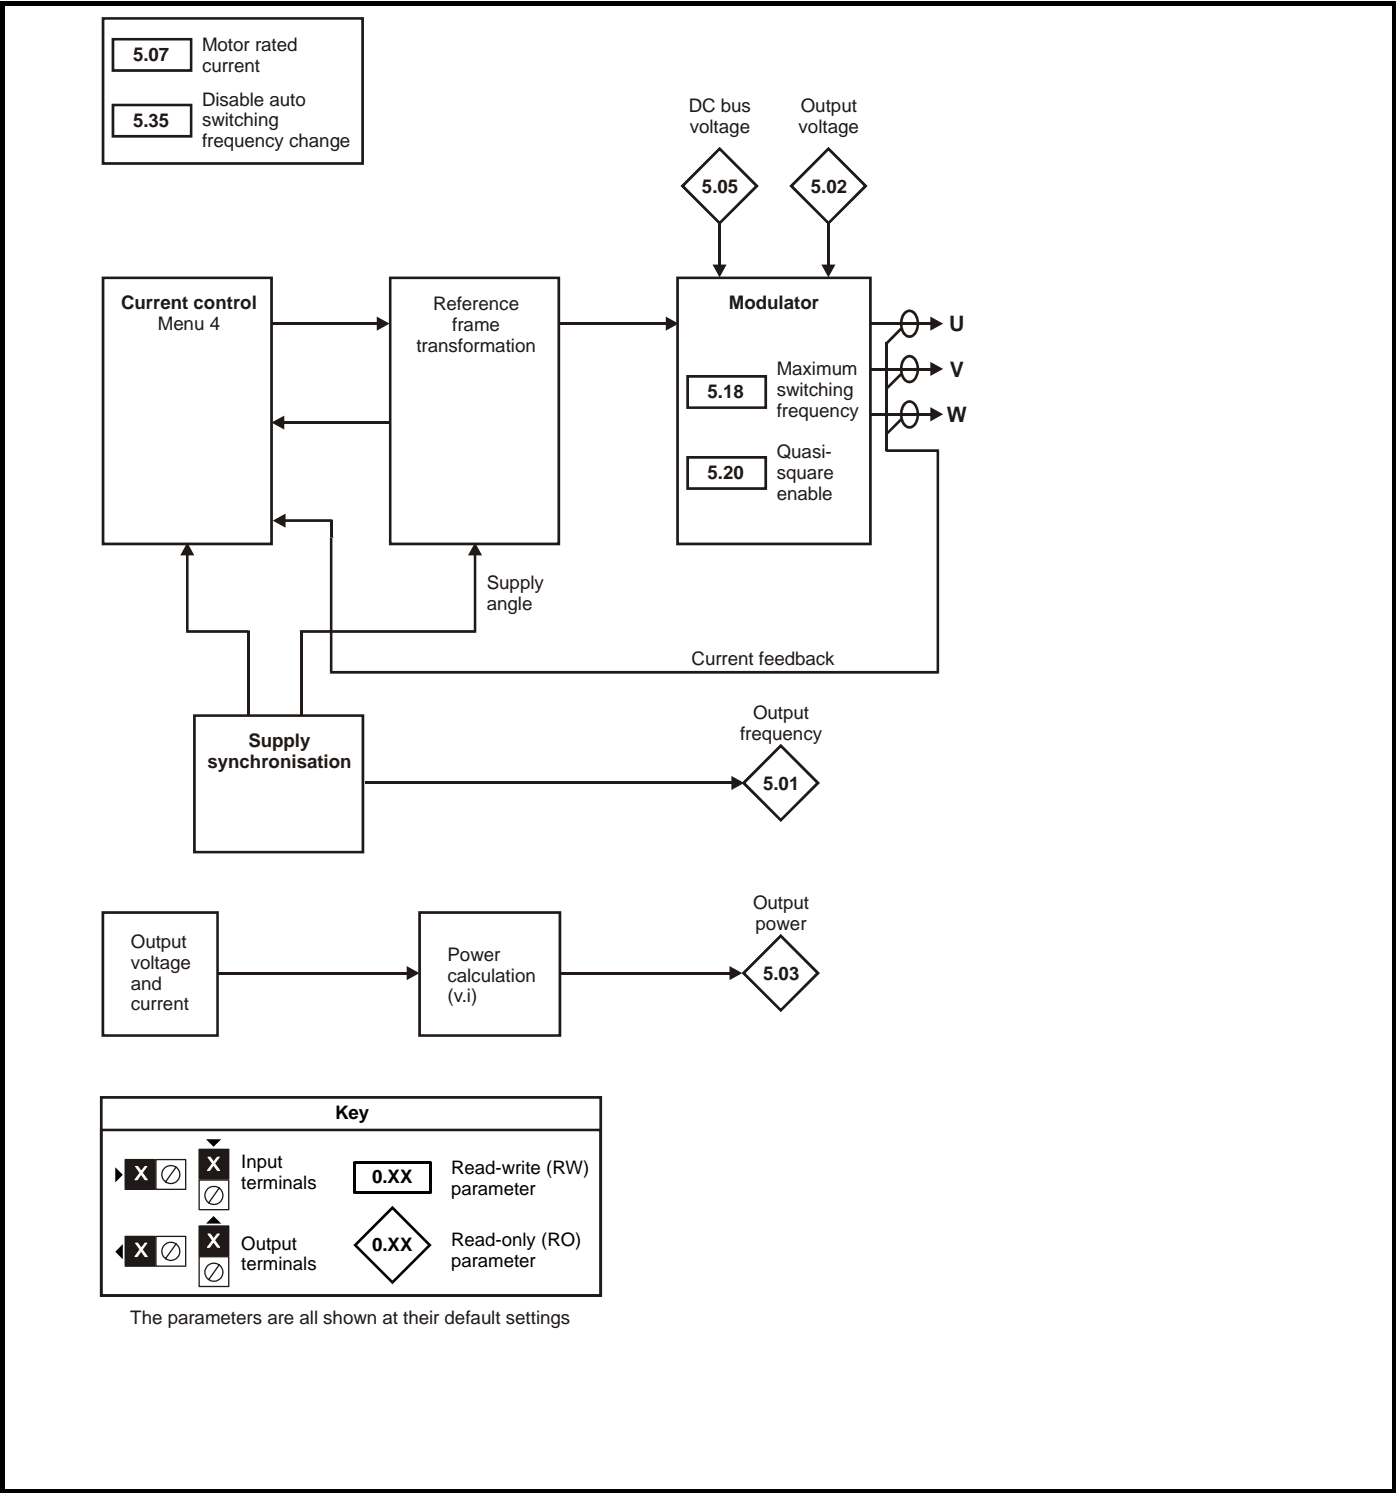 5.07
Motor rated
current
5.35
Disable auto
switching
frequency change
DC bus
voltage
Output
voltage
5.05
5.02
Current control
Menu 4
Reference
frame
transformation
Modulator
5.18
Maximum
switching
frequency
5.20
Quasi-
square
enable
U
V
W
Supply
angle
Current feedback
Supply
synchronisation
Output
frequency
5.01
Output
voltage
and
current
Power
calculation
(v.i)
Output
power
5.03
Key
X
X
Input
terminals
0.XX
Read-write (RW)
parameter
X
X
Output
terminals
0.XX
Read-only (RO)
parameter
The parameters are all shown at their default settings